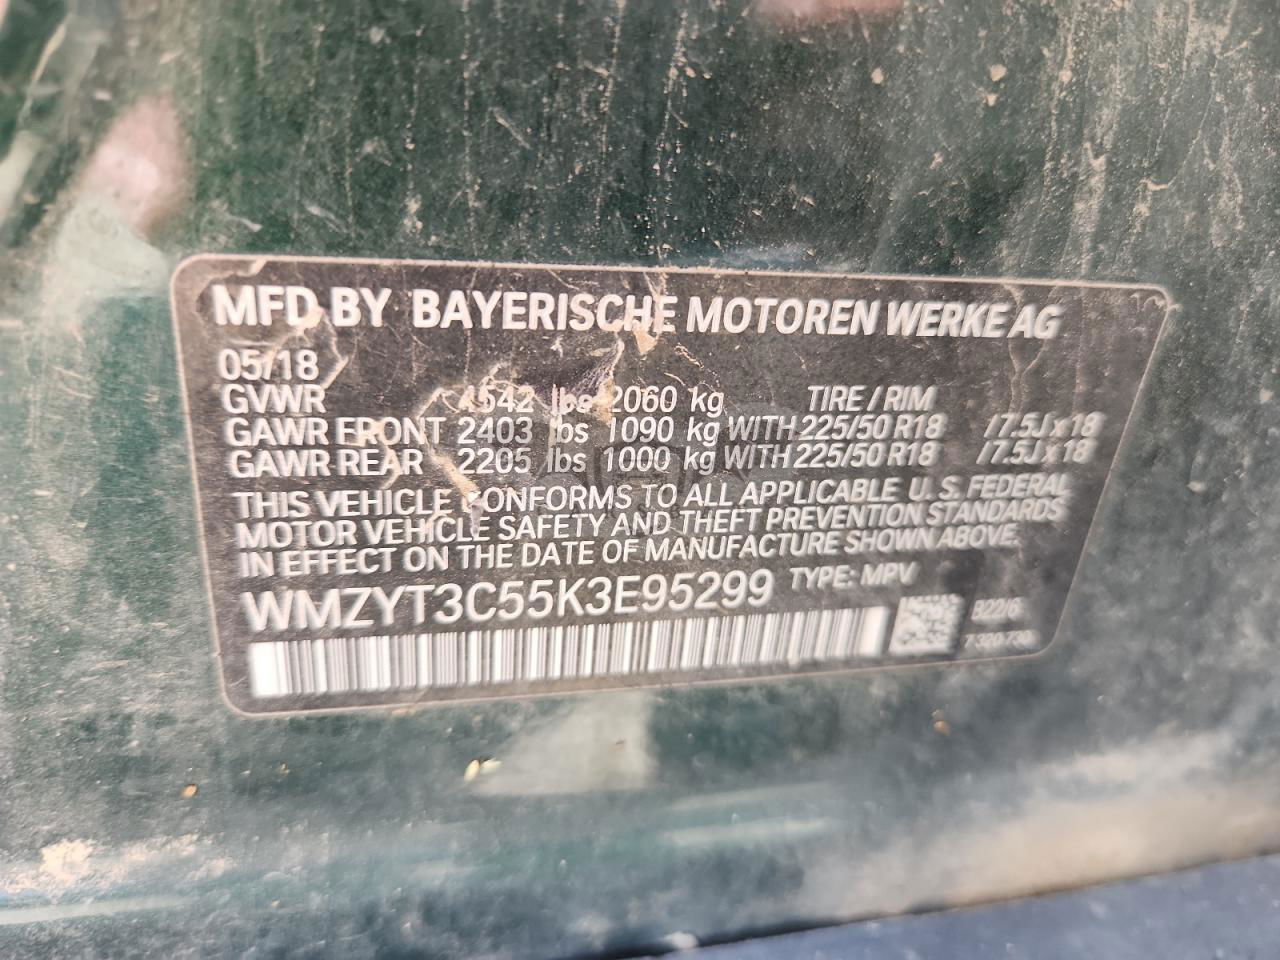 MFD BY BAYERISCHE MOTOREN WERKE AG
05/18
GVWR 4542 lbs 2060 kg TIRE / RIM
GAWR FRONT 2403 lbs 1090 kg WITH 225/50 R18 /7.5J x 18
GAWR REAR 2205 lbs 1000 kg WITH 225/50 R18 /7.5J x 18
THIS VEHICLE CONFORMS TO ALL APPLICABLE U. S. FEDERAL
MOTOR VEHICLE SAFETY AND THEFT PREVENTION STANDARDS
IN EFFECT ON THE DATE OF MANUFACTURE SHOWN ABOVE.
WMZYT3C55K3E95299 TYPE: MPV